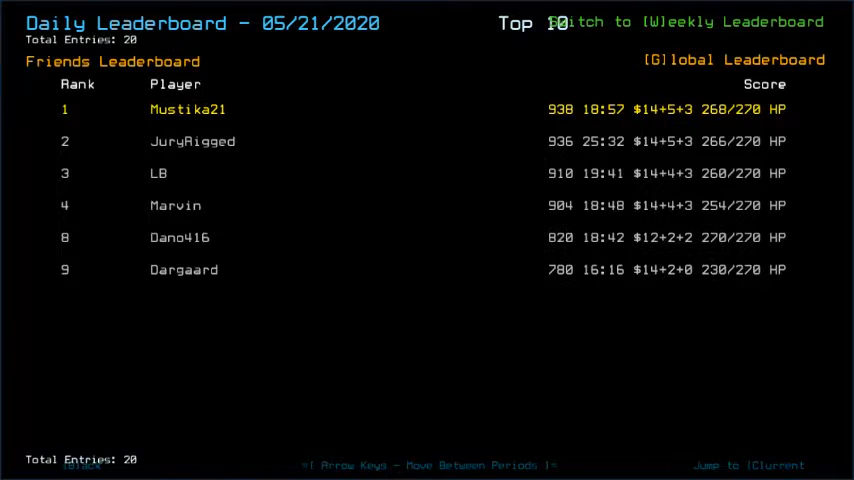 Daily Leaderboard - 05/21/2020 Top 10 Switch to [W]eekly Leaderboard
Total Entries: 20
Friends Leaderboard [G]lobal Leaderboard
Rank Player Score
1 Mustika21 938 18:57 $14+5+3 268/270 HP
2 JuryRigged 936 25:32 $14+5+3 266/270 HP
3 LB 910 19:41 $14+4+3 260/270 HP
4 Marvin 904 18:48 $14+4+3 254/270 HP
8 Dano416 820 18:42 $12+2+2 270/270 HP
9 Dargaard 780 16:16 $14+2+0 230/270 HP
Total Entries: 20
[B]ack =[ Arrow Keys - Move Between Periods ]= Jump to [C]urrent